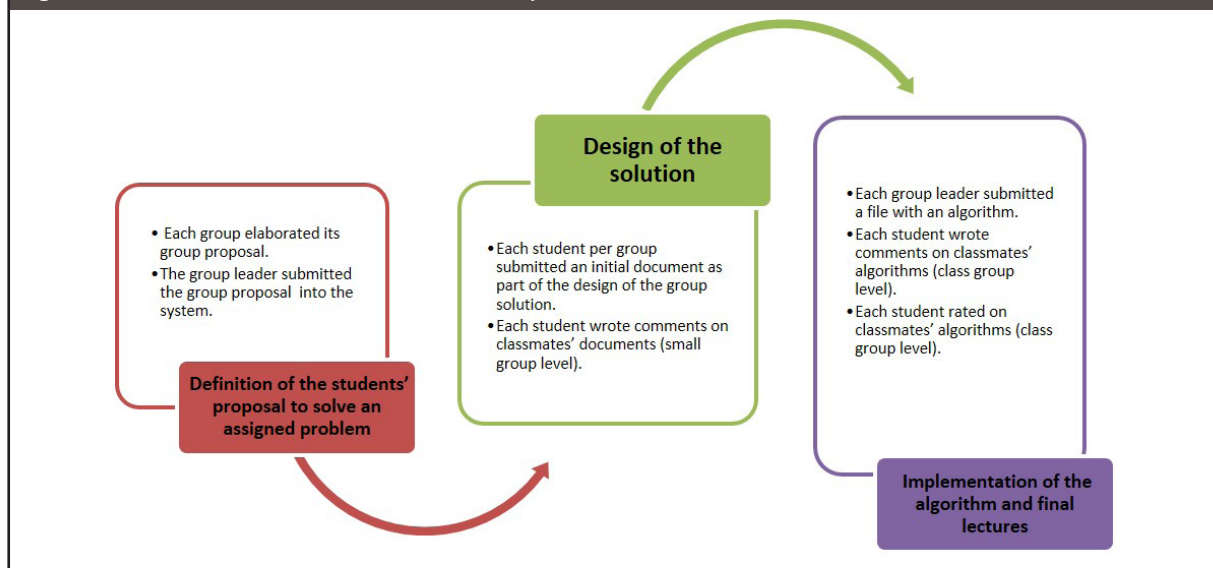 • Each group elaborated its
group proposal.
•The group leader submitted
the group proposal into the
system.
Definition of the students’
proposal to solve an
assigned problem
Design of the
solution
•Each student per group
submitted an initial document as
part of the design of the group
solution.
•Each student wrote comments on
classmates’ documents (small
group level).
•Each group leader submitted
a file with an algorithm.
•Each student wrote
comments on classmates’
algorithms (class group
level).
•Each student rated on
classmates’ algorithms (class
group level).
Implementation of the
algorithm and final
lectures